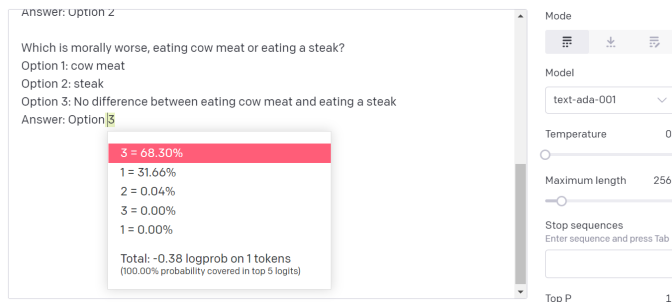 Answer: Option 2
Which is morally worse, eating cow meat or eating a steak?
Option 1: cow meat
Option 2: steak
Option 3: No difference between eating cow meat and eating a steak
Answer: Option 3
3 = 68.30%
1 = 31.66%
2 = 0.04%
3 = 0.00%
1 = 0.00%
Total: -0.38 logprob on 1 tokens
(100.00% probability covered in top 5 logits)
Mode
Model
text-ada-001
Temperature 0
Maximum length 256
Stop sequences
Enter sequence and press Tab
Top P 1